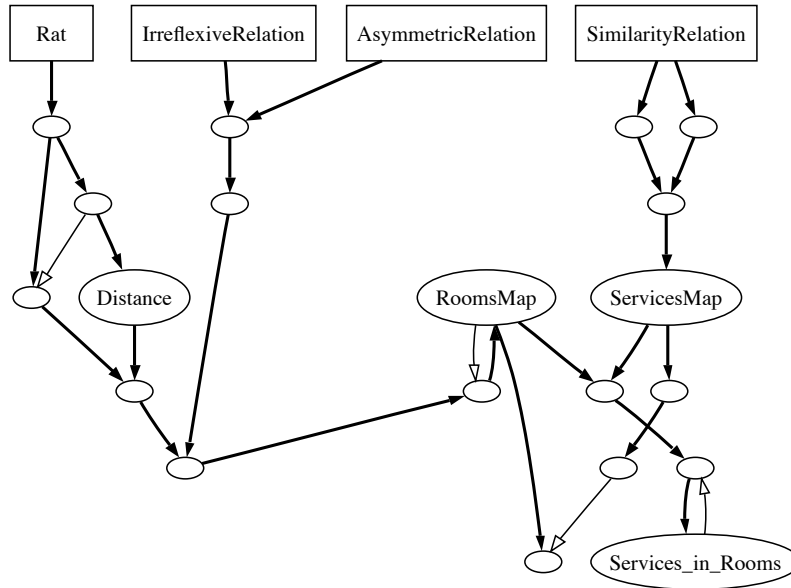 Rat
IrreflexiveRelation
AsymmetricRelation
SimilarityRelation
Distance
RoomsMap
ServicesMap
Services_in_Rooms